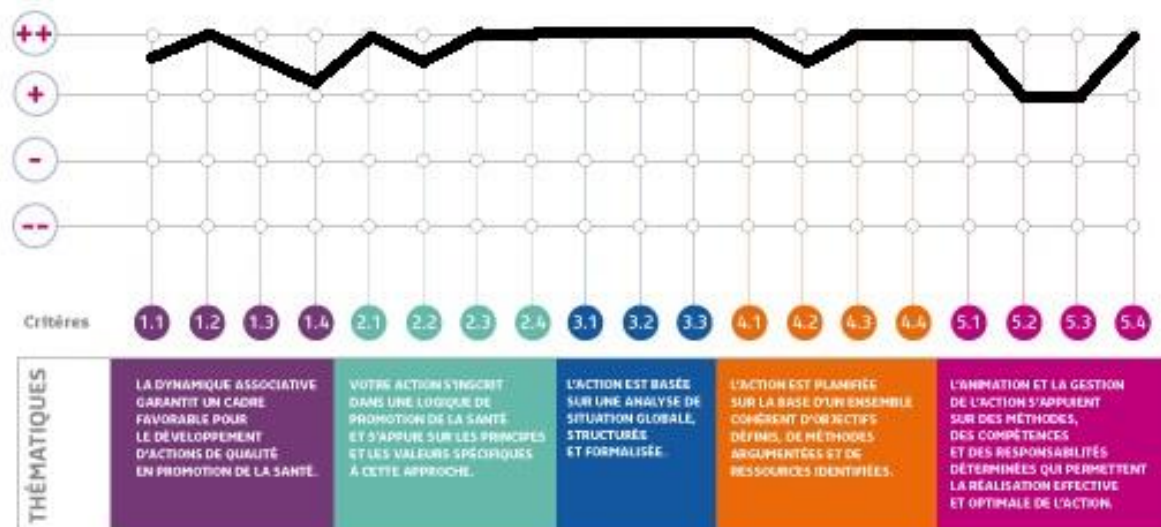 ++
+
-
--
Critères 1.1 1.2 1.3 1.4 2.1 2.2 2.3 2.4 3.1 3.2 3.3 4.1 4.2 4.3 4.4 5.1 5.2 5.3 5.4
THÉMATIQUES
LA DYNAMIQUE ASSOCIATIVE
GARANTIT UN CADRE
FAVORABLE POUR
LE DÉVELOPPEMENT
D'ACTIONS DE QUALITÉ
EN PROMOTION DE LA SANTÉ.
VOTRE ACTION S'INSCRIT
DANS UNE LOGIQUE DE
PROMOTION DE LA SANTÉ
ET S'APPUIE SUR LES PRINCIPES
ET LES VALEURS SPÉCIFIQUES
À CETTE APPROCHE.
L'ACTION EST BASÉE
SUR UNE ANALYSE DE
SITUATION GLOBALE,
STRUCTURÉE
ET FORMALISÉE.
L'ACTION EST PLANIFIÉE
SUR LA BASE D'UN ENSEMBLE
COHÉRENT D'OBJECTIFS
DÉFINIS, DE MÉTHODES
ARGUMENTÉES ET DE
RESSOURCES IDENTIFIÉES.
L'ANIMATION ET LA GESTION
DE L'ACTION S'APPUIENT
SUR DES MÉTHODES,
DES COMPÉTENCES
ET DES RESPONSABILITÉS
DÉTERMINÉES QUI PERMETTENT
LA RÉALISATION EFFECTIVE
ET OPTIMALE DE L'ACTION.